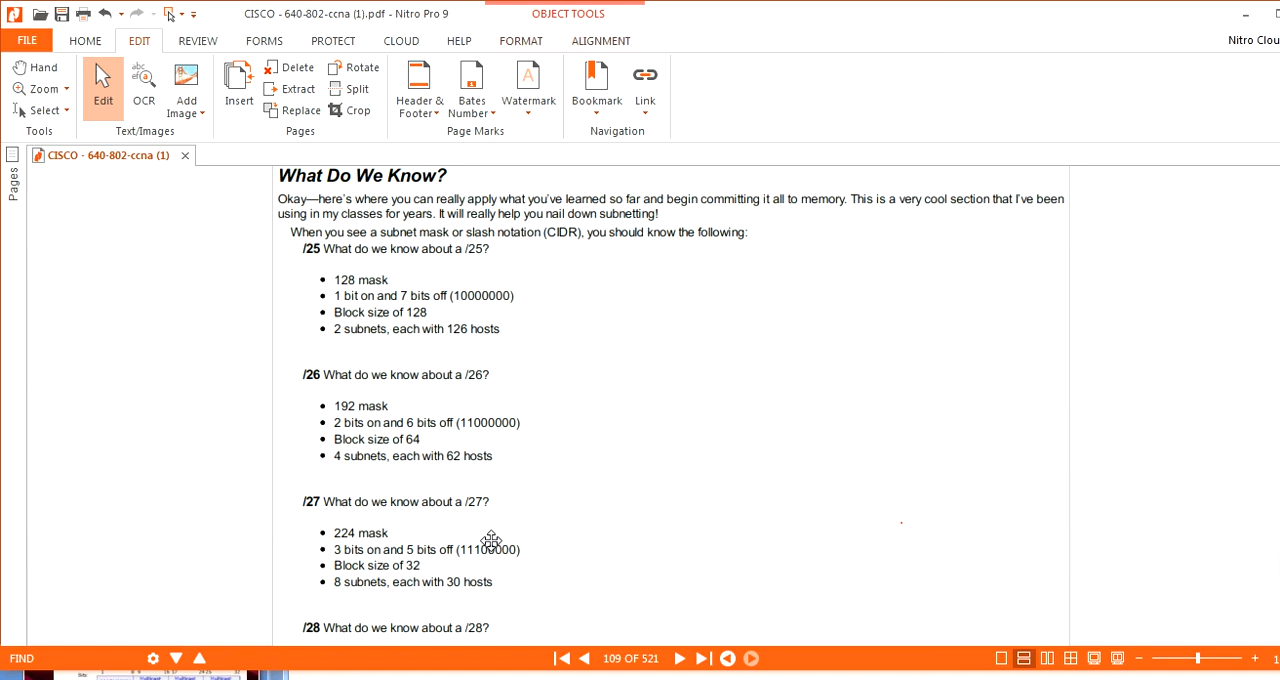 CISCO - 640-802-ccna (1).pdf - Nitro Pro 9
OBJECT TOOLS
FILE HOME EDIT REVIEW FORMS PROTECT CLOUD HELP FORMAT ALIGNMENT
Nitro Clou
Hand
Zoom
Select
Tools
Edit
OCR
Add Image
Text/Images
Insert
Delete
Extract
Replace
Rotate
Split
Crop
Pages
Header & Footer
Bates Number
Watermark
Page Marks
Bookmark
Link
Navigation
CISCO - 640-802-ccna (1)
Pages
What Do We Know?
Okay—here's where you can really apply what you've learned so far and begin committing it all to memory. This is a very cool section that I've been
using in my classes for years. It will really help you nail down subnetting!
When you see a subnet mask or slash notation (CIDR), you should know the following:
/25 What do we know about a /25?
• 128 mask
• 1 bit on and 7 bits off (10000000)
• Block size of 128
• 2 subnets, each with 126 hosts
/26 What do we know about a /26?
• 192 mask
• 2 bits on and 6 bits off (11000000)
• Block size of 64
• 4 subnets, each with 62 hosts
/27 What do we know about a /27?
• 224 mask
• 3 bits on and 5 bits off (11100000)
• Block size of 32
• 8 subnets, each with 30 hosts
/28 What do we know about a /28?
FIND
109 OF 521